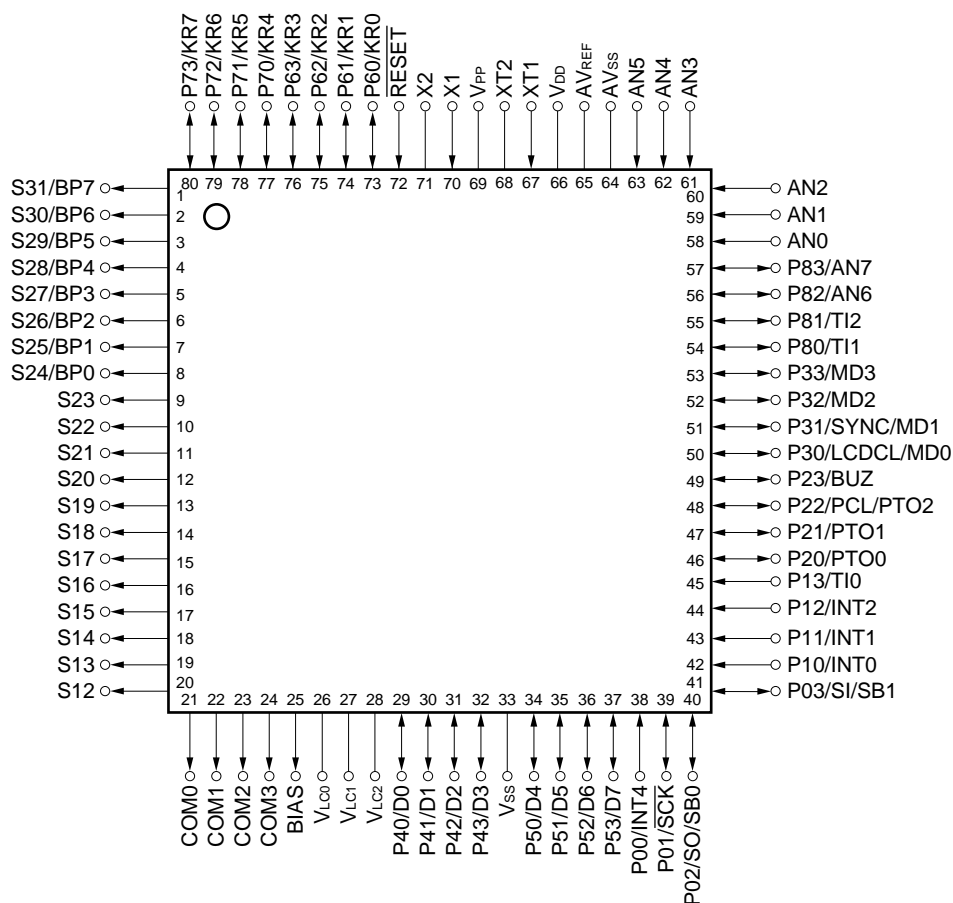 P73/KR7
P72/KR6
P71/KR5
P70/KR4
P63/KR3
P62/KR2
P61/KR1
P60/KR0
RESET
X2
X1
VPP
XT2
XT1
VDD
AVREF
AVSS
AN5
AN4
AN3
80 79 78 77 76 75 74 73 72 71 70 69 68 67 66 65 64 63 62 61
S31/BP7 1
S30/BP6 2
S29/BP5 3
S28/BP4 4
S27/BP3 5
S26/BP2 6
S25/BP1 7
S24/BP0 8
S23 9
S22 10
S21 11
S20 12
S19 13
S18 14
S17 15
S16 16
S15 17
S14 18
S13 19
S12 20
60 AN2
59 AN1
58 AN0
57 P83/AN7
56 P82/AN6
55 P81/TI2
54 P80/TI1
53 P33/MD3
52 P32/MD2
51 P31/SYNC/MD1
50 P30/LCDCL/MD0
49 P23/BUZ
48 P22/PCL/PTO2
47 P21/PTO1
46 P20/PTO0
45 P13/TI0
44 P12/INT2
43 P11/INT1
42 P10/INT0
41 P03/SI/SB1
21 22 23 24 25 26 27 28 29 30 31 32 33 34 35 36 37 38 39 40
COM0
COM1
COM2
COM3
BIAS
VLC0
VLC1
VLC2
P40/D0
P41/D1
P42/D2
P43/D3
VSS
P50/D4
P51/D5
P52/D6
P53/D7
P00/INT4
P01/SCK
P02/SO/SB0